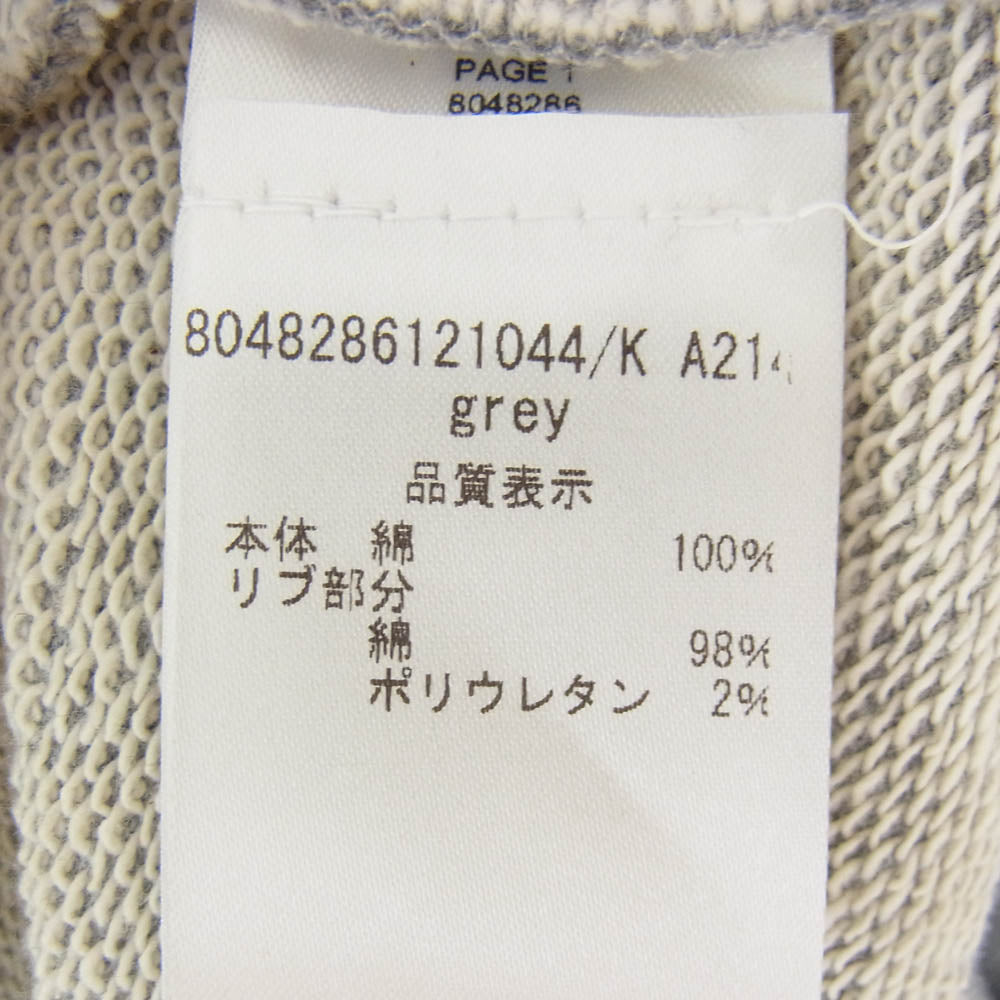 PAGE 1
8048286
8048286121044/K A214
grey
品質表示
本体 綿 100%
リブ部分
綿 98%
ポリウレタン 2%